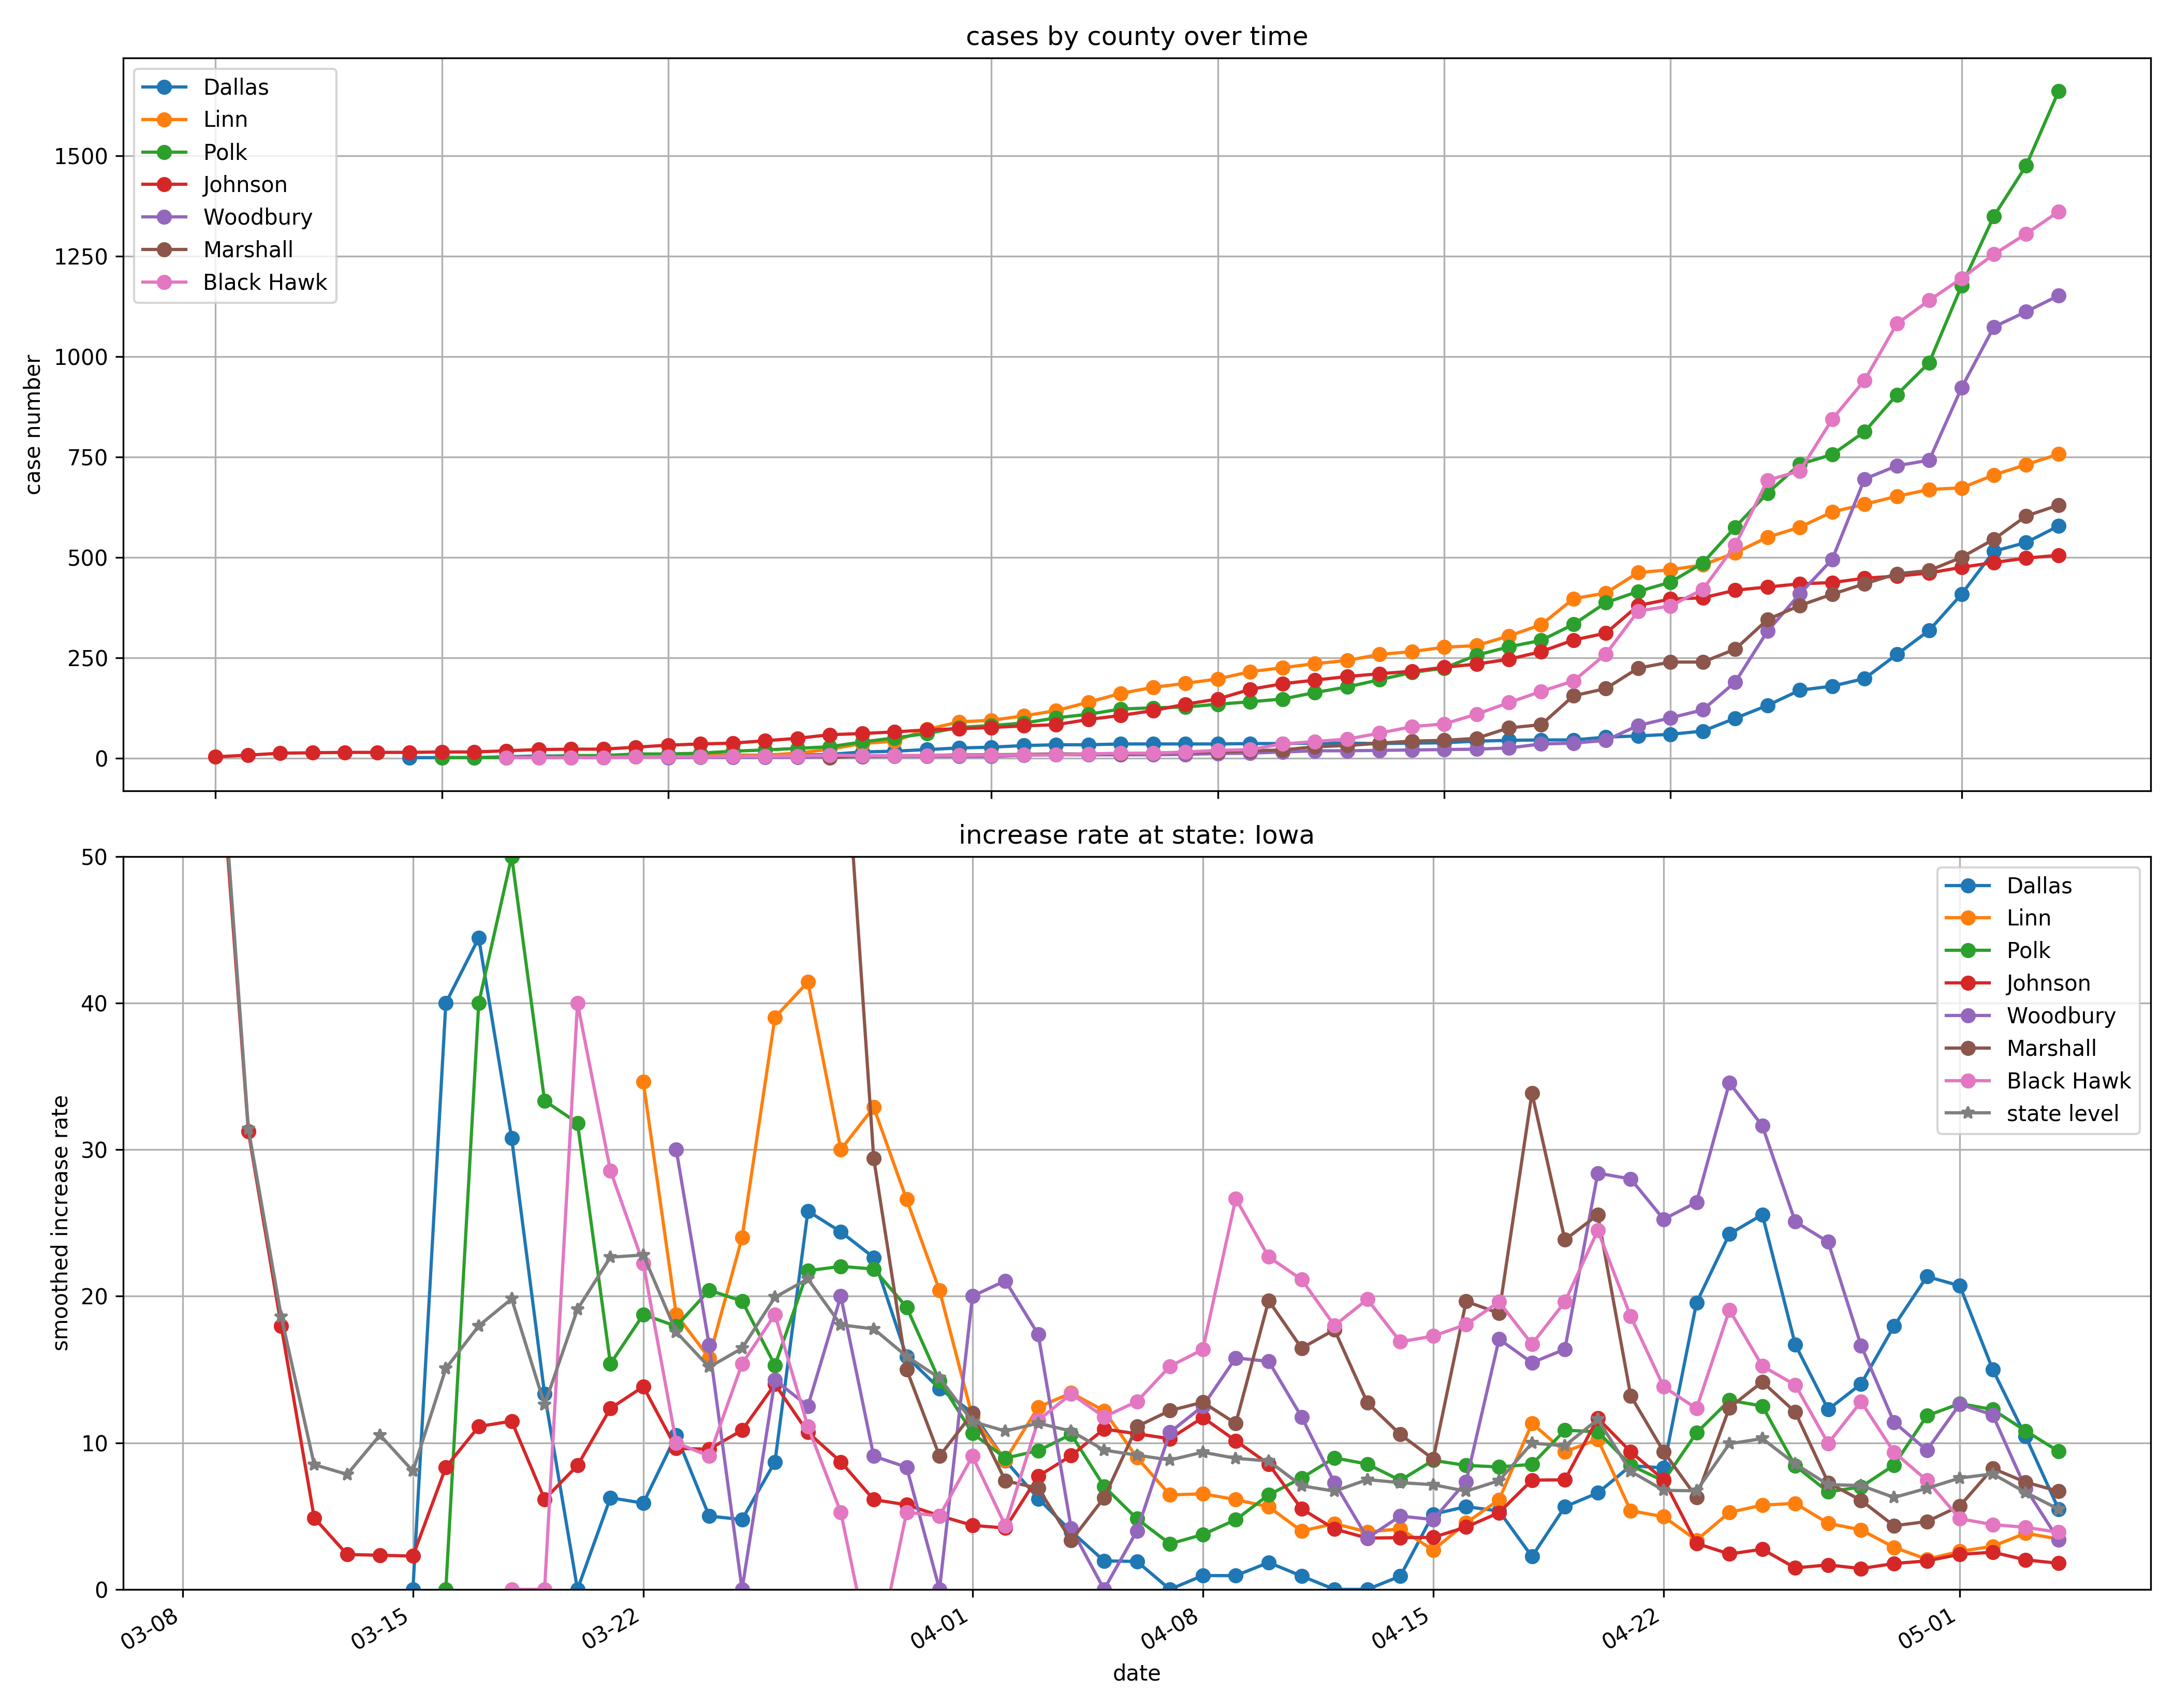 cases by county over time
Dallas
Linn
Polk
Johnson
Woodbury
Marshall
Black Hawk
1500
1250
1000
750
500
250
0
case number
increase rate at state: Iowa
50
40
30
20
10
0
smoothed increase rate
Dallas
Linn
Polk
Johnson
Woodbury
Marshall
Black Hawk
state level
03-08
03-15
03-22
04-01
04-08
04-15
04-22
05-01
date